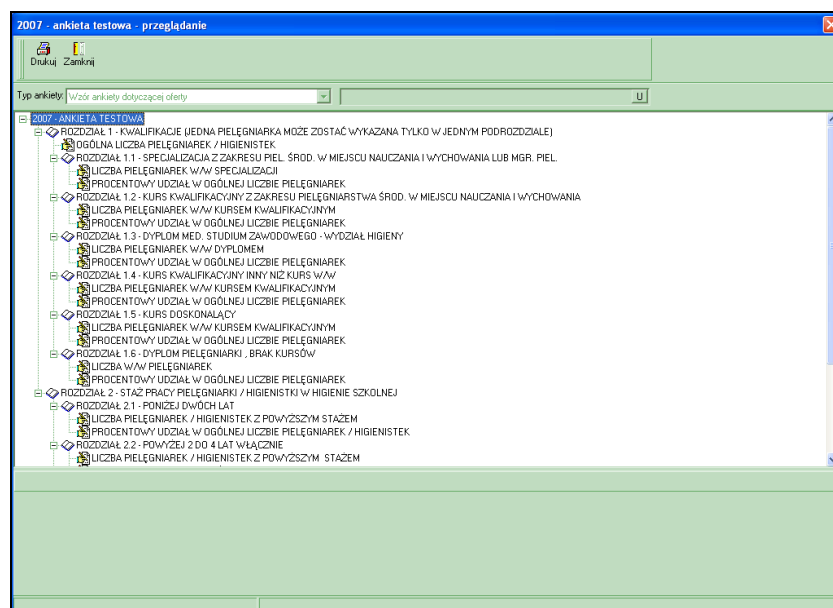 2007 - ankieta testowa - przeglądanie
Drukuj Zamknij
Typ ankiety: Wzór ankiety dotyczącej oferty U
2007 - ANKIETA TESTOWA
ROZDZIAŁ 1 - KWALIFIKACJE (JEDNA PIELĘGNIARKA MOŻE ZOSTAĆ WYKAZANA TYLKO W JEDNYM PODROZDZIALE)
OGÓLNA LICZBA PIELĘGNIAREK / HIGIENISTEK
ROZDZIAŁ 1.1 - SPECJALIZACJA Z ZAKRESU PIEL. ŚROD. W MIEJSCU NAUCZANIA I WYCHOWANIA LUB MGR. PIEL.
LICZBA PIELĘGNIAREK W/W SPECJALIZACJI
PROCENTOWY UDZIAŁ W OGÓLNEJ LICZBIE PIELĘGNIAREK
ROZDZIAŁ 1.2 - KURS KWALIFIKACYJNY Z ZAKRESU PIELĘGNIARSTWA ŚROD. W MIEJSCU NAUCZANIA I WYCHOWANIA
LICZBA PIELĘGNIAREK W/W KURSEM KWALIFIKACYJNYM
PROCENTOWY UDZIAŁ W OGÓLNEJ LICZBIE PIELĘGNIAREK
ROZDZIAŁ 1.3 - DYPLOM MED. STUDIUM ZAWODOWEGO - WYDZIAŁ HIGIENY
LICZBA PIELĘGNIAREK W/W DYPLOMEM
PROCENTOWY UDZIAŁ W OGÓLNEJ LICZBIE PIELĘGNIAREK
ROZDZIAŁ 1.4 - KURS KWALIFIKACYJNY INNY NIŻ KURS W/W
LICZBA PIELĘGNIAREK W/W KURSEM KWALIFIKACYJNYM
PROCENTOWY UDZIAŁ W OGÓLNEJ LICZBIE PIELĘGNIAREK
ROZDZIAŁ 1.5 - KURS DOSKONALĄCY
LICZBA PIELĘGNIAREK W/W KURSEM KWALIFIKACYJNYM
PROCENTOWY UDZIAŁ W OGÓLNEJ LICZBIE PIELĘGNIAREK
ROZDZIAŁ 1.6 - DYPLOM PIELĘGNIARKI , BRAK KURSÓW
LICZBA W/W PIELĘGNIAREK
PROCENTOWY UDZIAŁ W OGÓLNEJ LICZBIE PIELĘGNIAREK
ROZDZIAŁ 2 - STAŻ PRACY PIELĘGNIARKI / HIGIENISTKI W HIGIENIE SZKOLNEJ
ROZDZIAŁ 2.1 - PONIŻEJ DWÓCH LAT
LICZBA PIELĘGNIAREK / HIGIENISTEK Z POWYŻSZYM STAŻEM
PROCENTOWY UDZIAŁ W OGÓLNEJ LICZBIE PIELĘGNIAREK / HIGIENISTEK
ROZDZIAŁ 2.2 - POWYŻEJ 2 DO 4 LAT WŁĄCZNIE
LICZBA PIELĘGNIAREK / HIGIENISTEK Z POWYŻSZYM STAŻEM